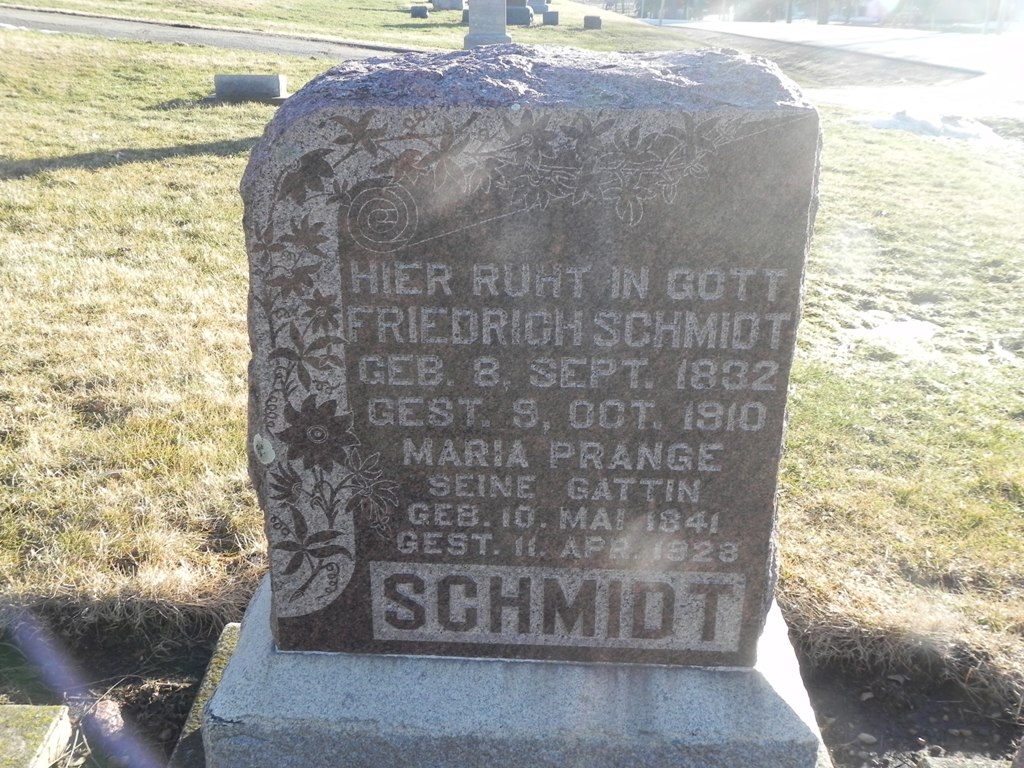 HIER RUHT IN GOTT
FRIEDRICH SCHMIDT
GEB. 8. SEPT. 1832
GEST. 9. OCT. 1910
MARIA PRANGE
SEINE GATTIN
GEB. 10. MAI 1841
GEST. 11. APR. 1928
SCHMIDT